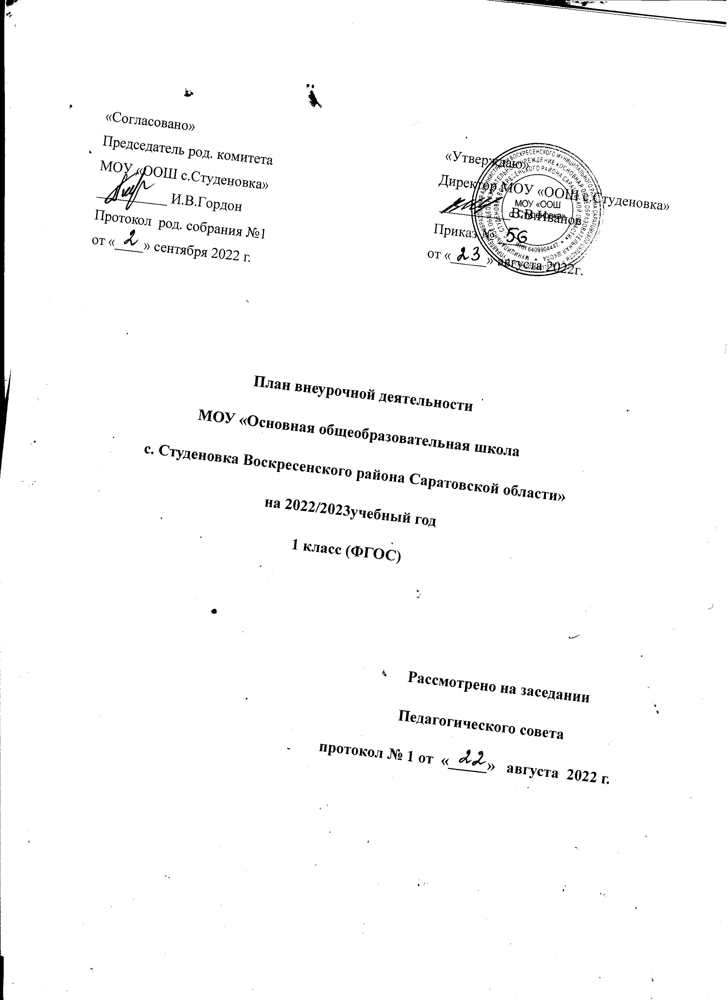 «Согласовано»
Председатель род. комитета
МОУ «ООШ с.Студеновка»
И.В.Гордон
Протокол род. собрания №1
от «2» сентября 2022 г.
«Утверждаю»
Директор МОУ «ООШ с.Студеновка»
В.В.Иванов
Приказ № 56
от «23» августа 2022г.
МОУ «ООШ
с.Студеновка»
ИНН 6409904447
План внеурочной деятельности
МОУ «Основная общеобразовательная школа
с. Студеновка Воскресенского района Саратовской области»
на 2022/2023учебный год
1 класс (ФГОС)
Рассмотрено на заседании
Педагогического совета
протокол № 1 от «22» августа 2022 г.